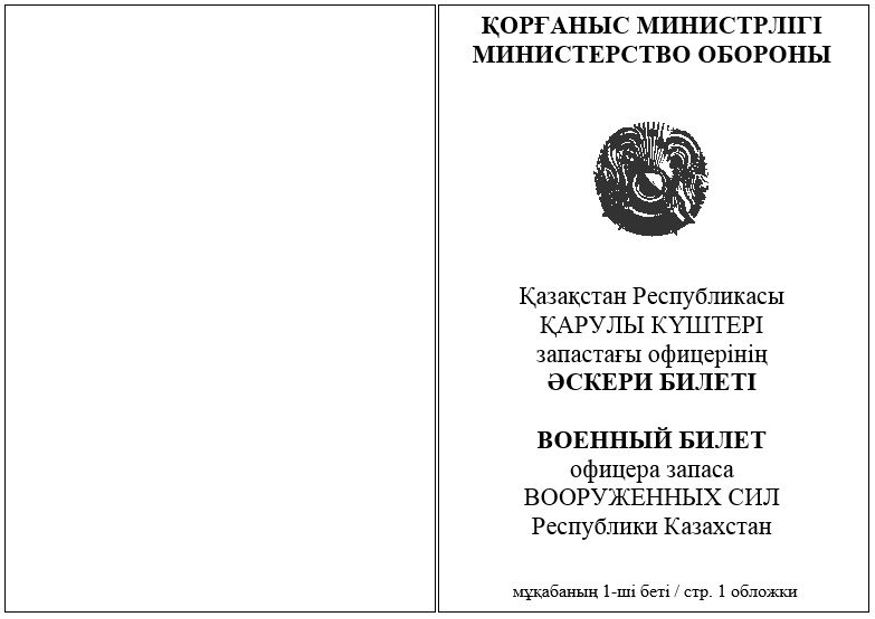 ҚОРҒАНЫС МИНИСТРЛІГІ
МИНИСТЕРСТВО ОБОРОНЫ
Қазақстан Республикасы
ҚАРУЛЫ КҮШТЕРІ
запастағы офицерінің
ӘСКЕРИ БИЛЕТІ
ВОЕННЫЙ БИЛЕТ
офицера запаса
ВООРУЖЕННЫХ СИЛ
Республики Казахстан
мұқабаның 1-ші беті / стр. 1 обложки